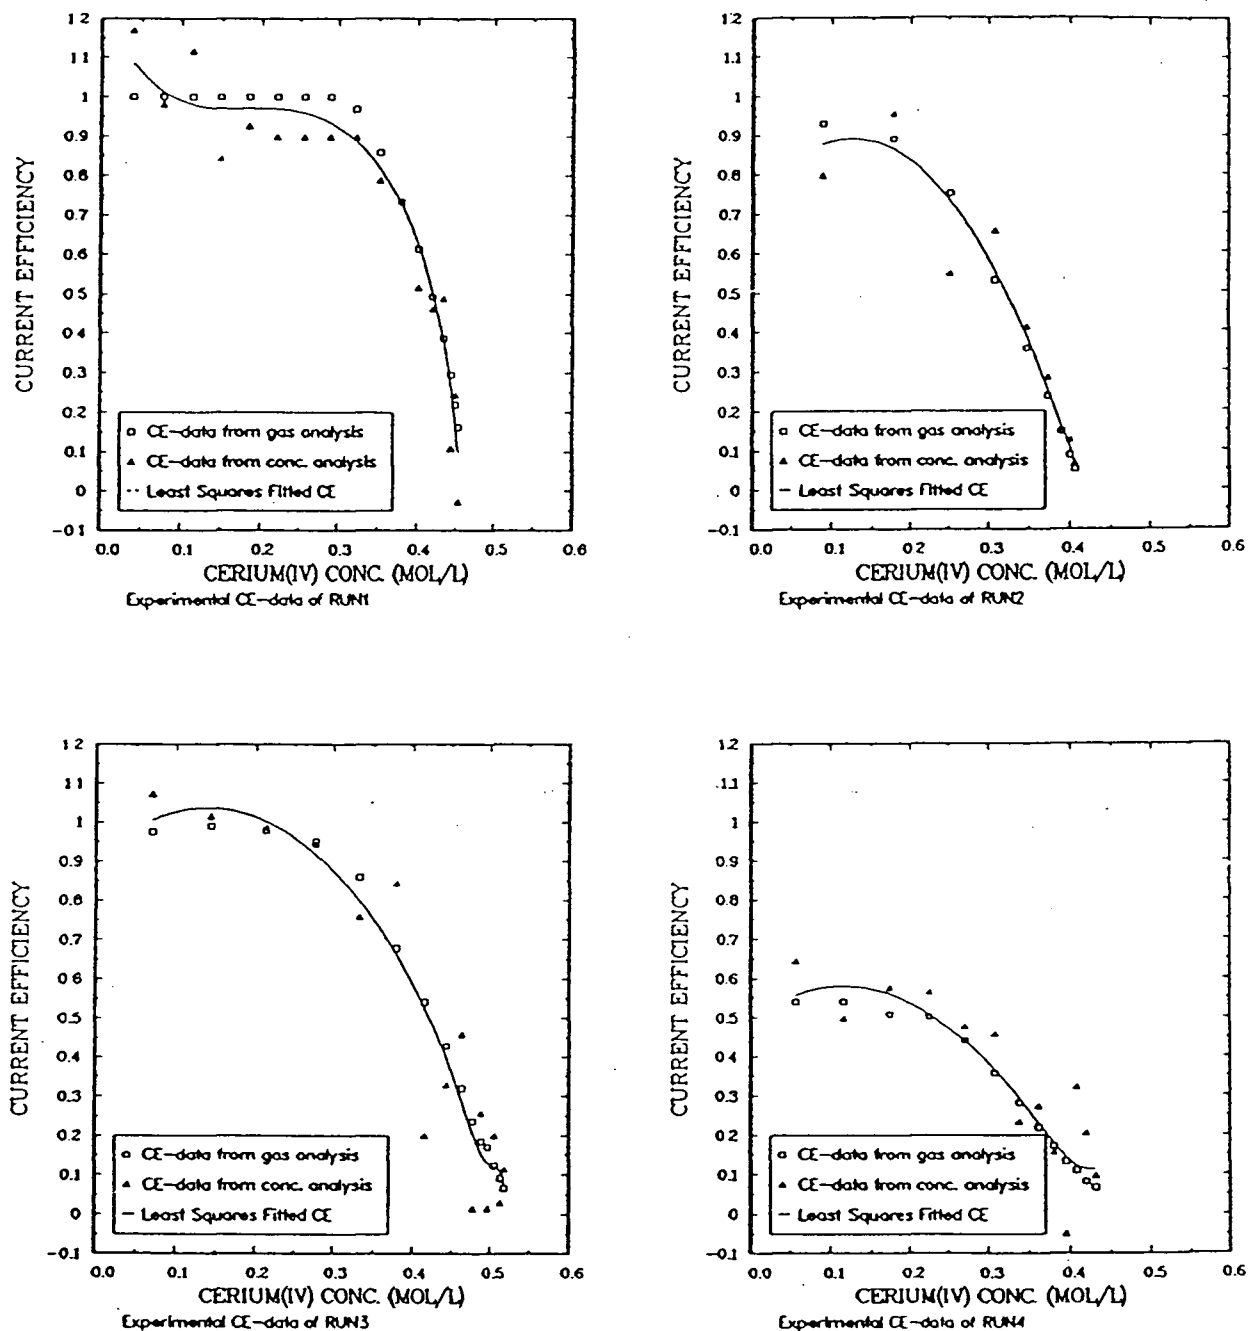 1.2
1.1
1
0.9
0.8
0.7
0.6
0.5
0.4
0.3
0.2
0.1
0
-0.1
CURRENT EFFICIENCY
CE-data from gas analysis
CE-data from conc. analysis
Least Squares Fitted CE
0.0 0.1 0.2 0.3 0.4 0.5 0.6
CERIUM(IV) CONC. (MOL/L)
Experimental CE-data of RUN1
1.2
1.1
1
0.9
0.8
0.7
0.6
0.5
0.4
0.3
0.2
0.1
0
-0.1
CURRENT EFFICIENCY
CE-data from gas analysis
CE-data from conc. analysis
Least Squares Fitted CE
0.0 0.1 0.2 0.3 0.4 0.5 0.6
CERIUM(IV) CONC. (MOL/L)
Experimental CE-data of RUN2
1.2
1.1
1
0.9
0.8
0.7
0.6
0.5
0.4
0.3
0.2
0.1
0
-0.1
CURRENT EFFICIENCY
CE-data from gas analysis
CE-data from conc. analysis
Least Squares Fitted CE
0.0 0.1 0.2 0.3 0.4 0.5 0.6
CERIUM(IV) CONC. (MOL/L)
Experimental CE-data of RUN3
1.2
1.1
1
0.9
0.8
0.7
0.6
0.5
0.4
0.3
0.2
0.1
0
-0.1
CURRENT EFFICIENCY
CE-data from gas analysis
CE-data from conc. analysis
Least Squares Fitted CE
0.0 0.1 0.2 0.3 0.4 0.5 0.6
CERIUM(IV) CONC. (MOL/L)
Experimental CE-data of RUN4